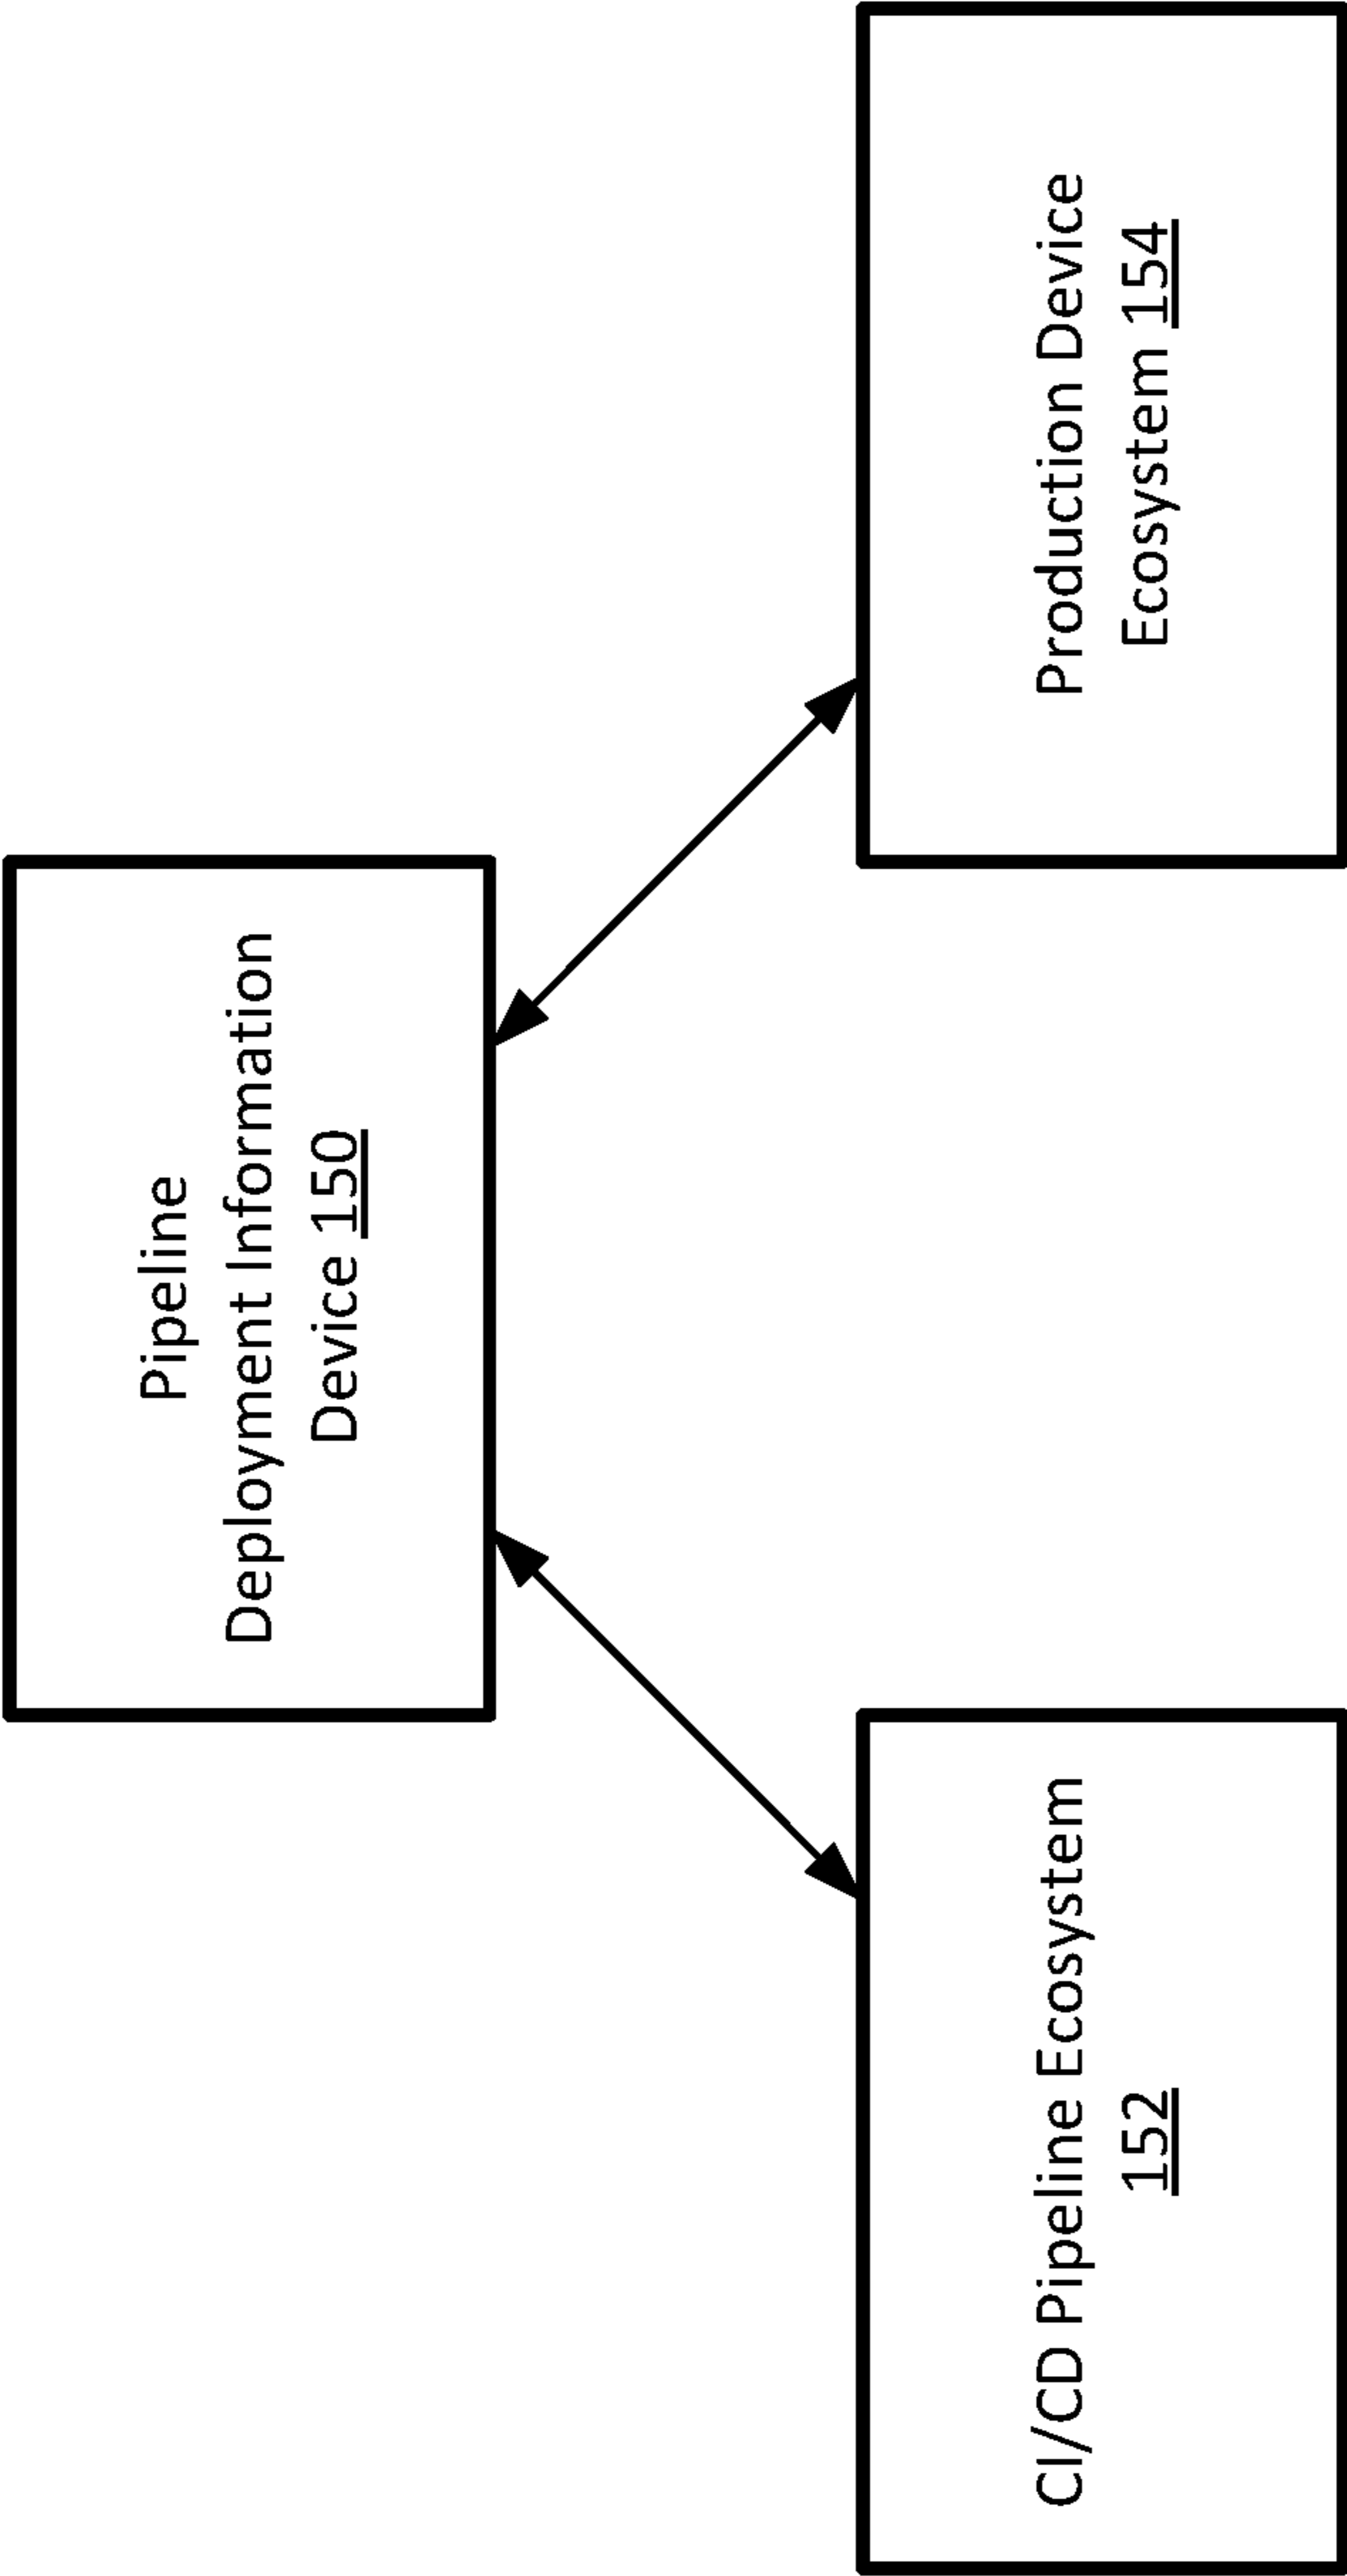 Pipeline
Deployment Information
Device 150
CI/CD Pipeline Ecosystem
152
Production Device
Ecosystem 154